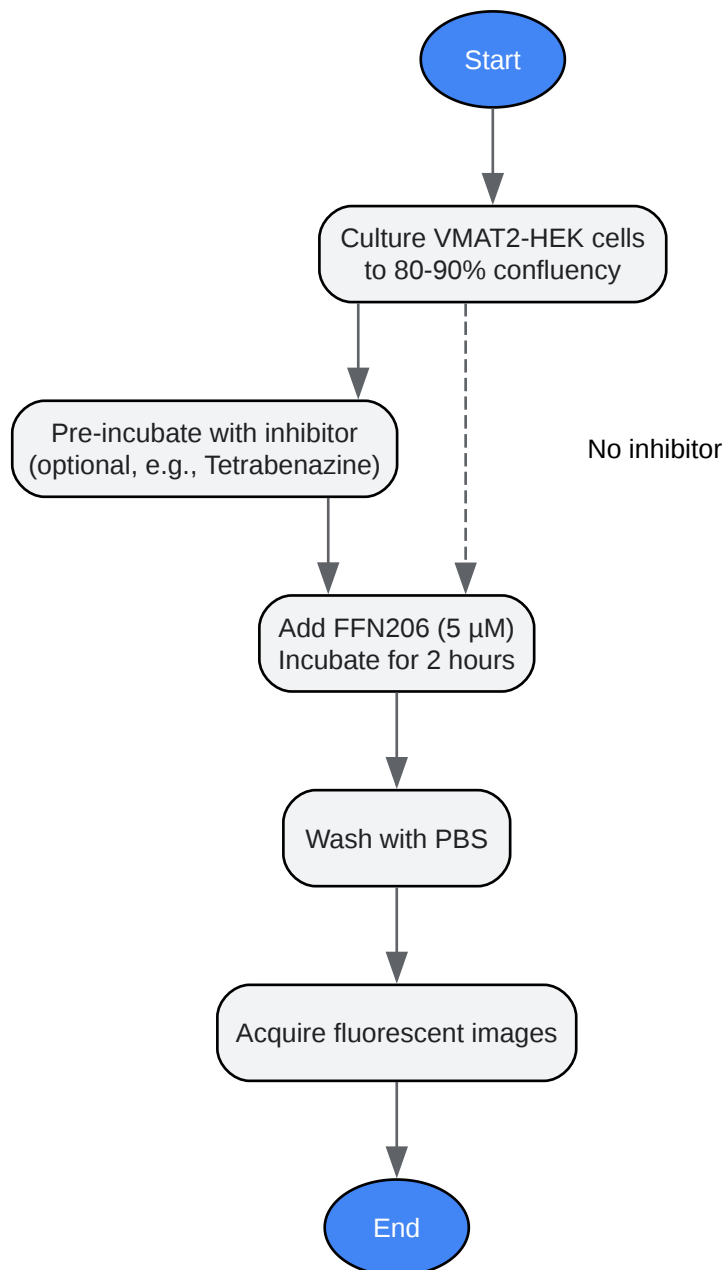 Start
Culture VMAT2-HEK cells
to 80-90% confluency
Pre-incubate with inhibitor
(optional, e.g., Tetrabenazine)
No inhibitor
Add FFN206 (5 µM)
Incubate for 2 hours
Wash with PBS
Acquire fluorescent images
End